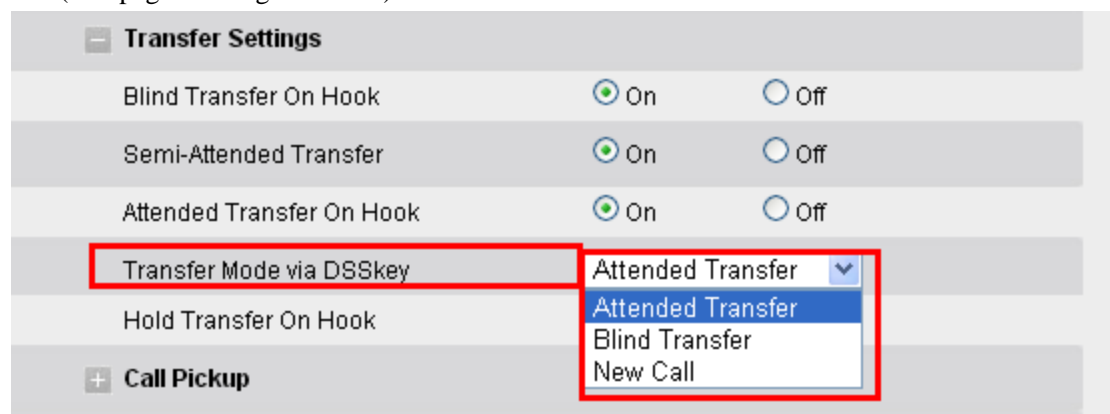 Transfer Settings
Blind Transfer On Hook On Off
Semi-Attended Transfer On Off
Attended Transfer On Hook On Off
Transfer Mode via DSSkey Attended Transfer
Attended Transfer
Hold Transfer On Hook
Blind Transfer
New Call
Call Pickup